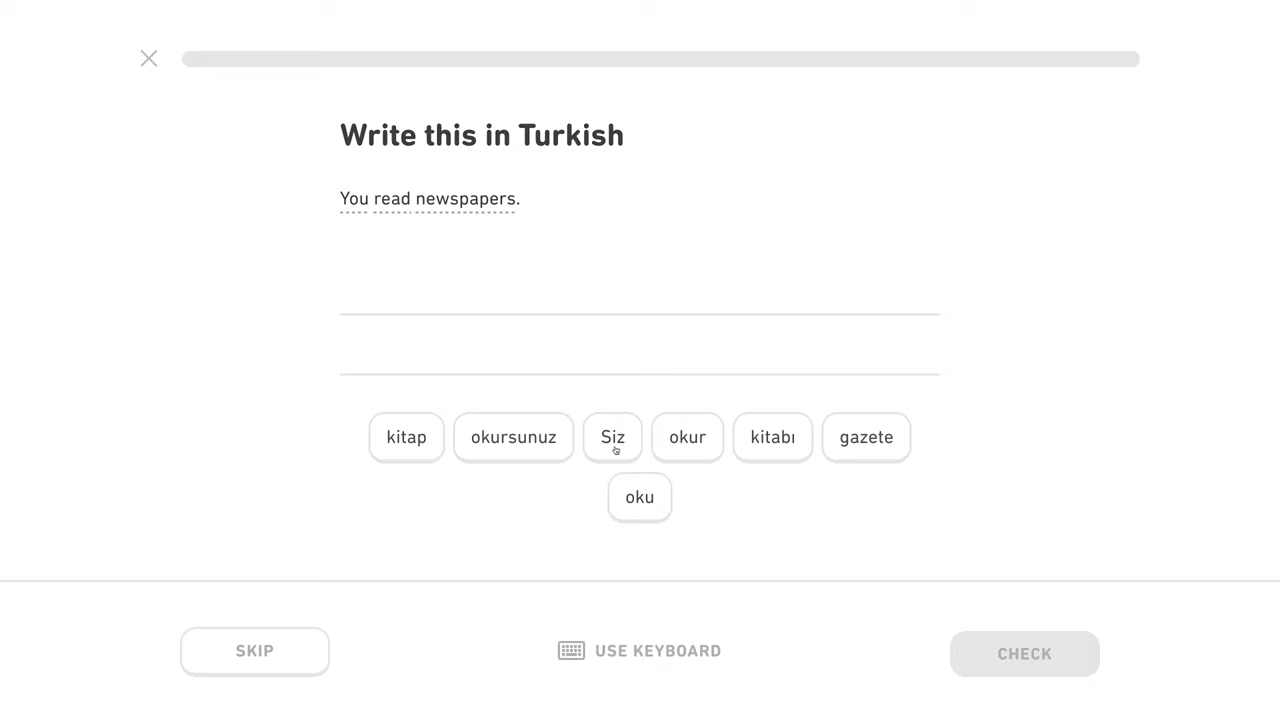 Write this in Turkish
You read newspapers.
kitap okursunuz Siz okur kitabı gazete
oku
SKIP USE KEYBOARD CHECK